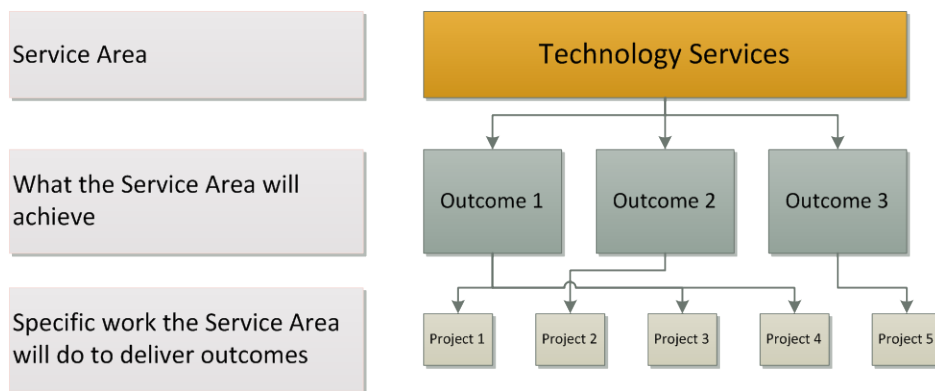 Service Area
Technology Services
What the Service Area will
achieve
Outcome 1
Outcome 2
Outcome 3
Specific work the Service Area
will do to deliver outcomes
Project 1
Project 2
Project 3
Project 4
Project 5